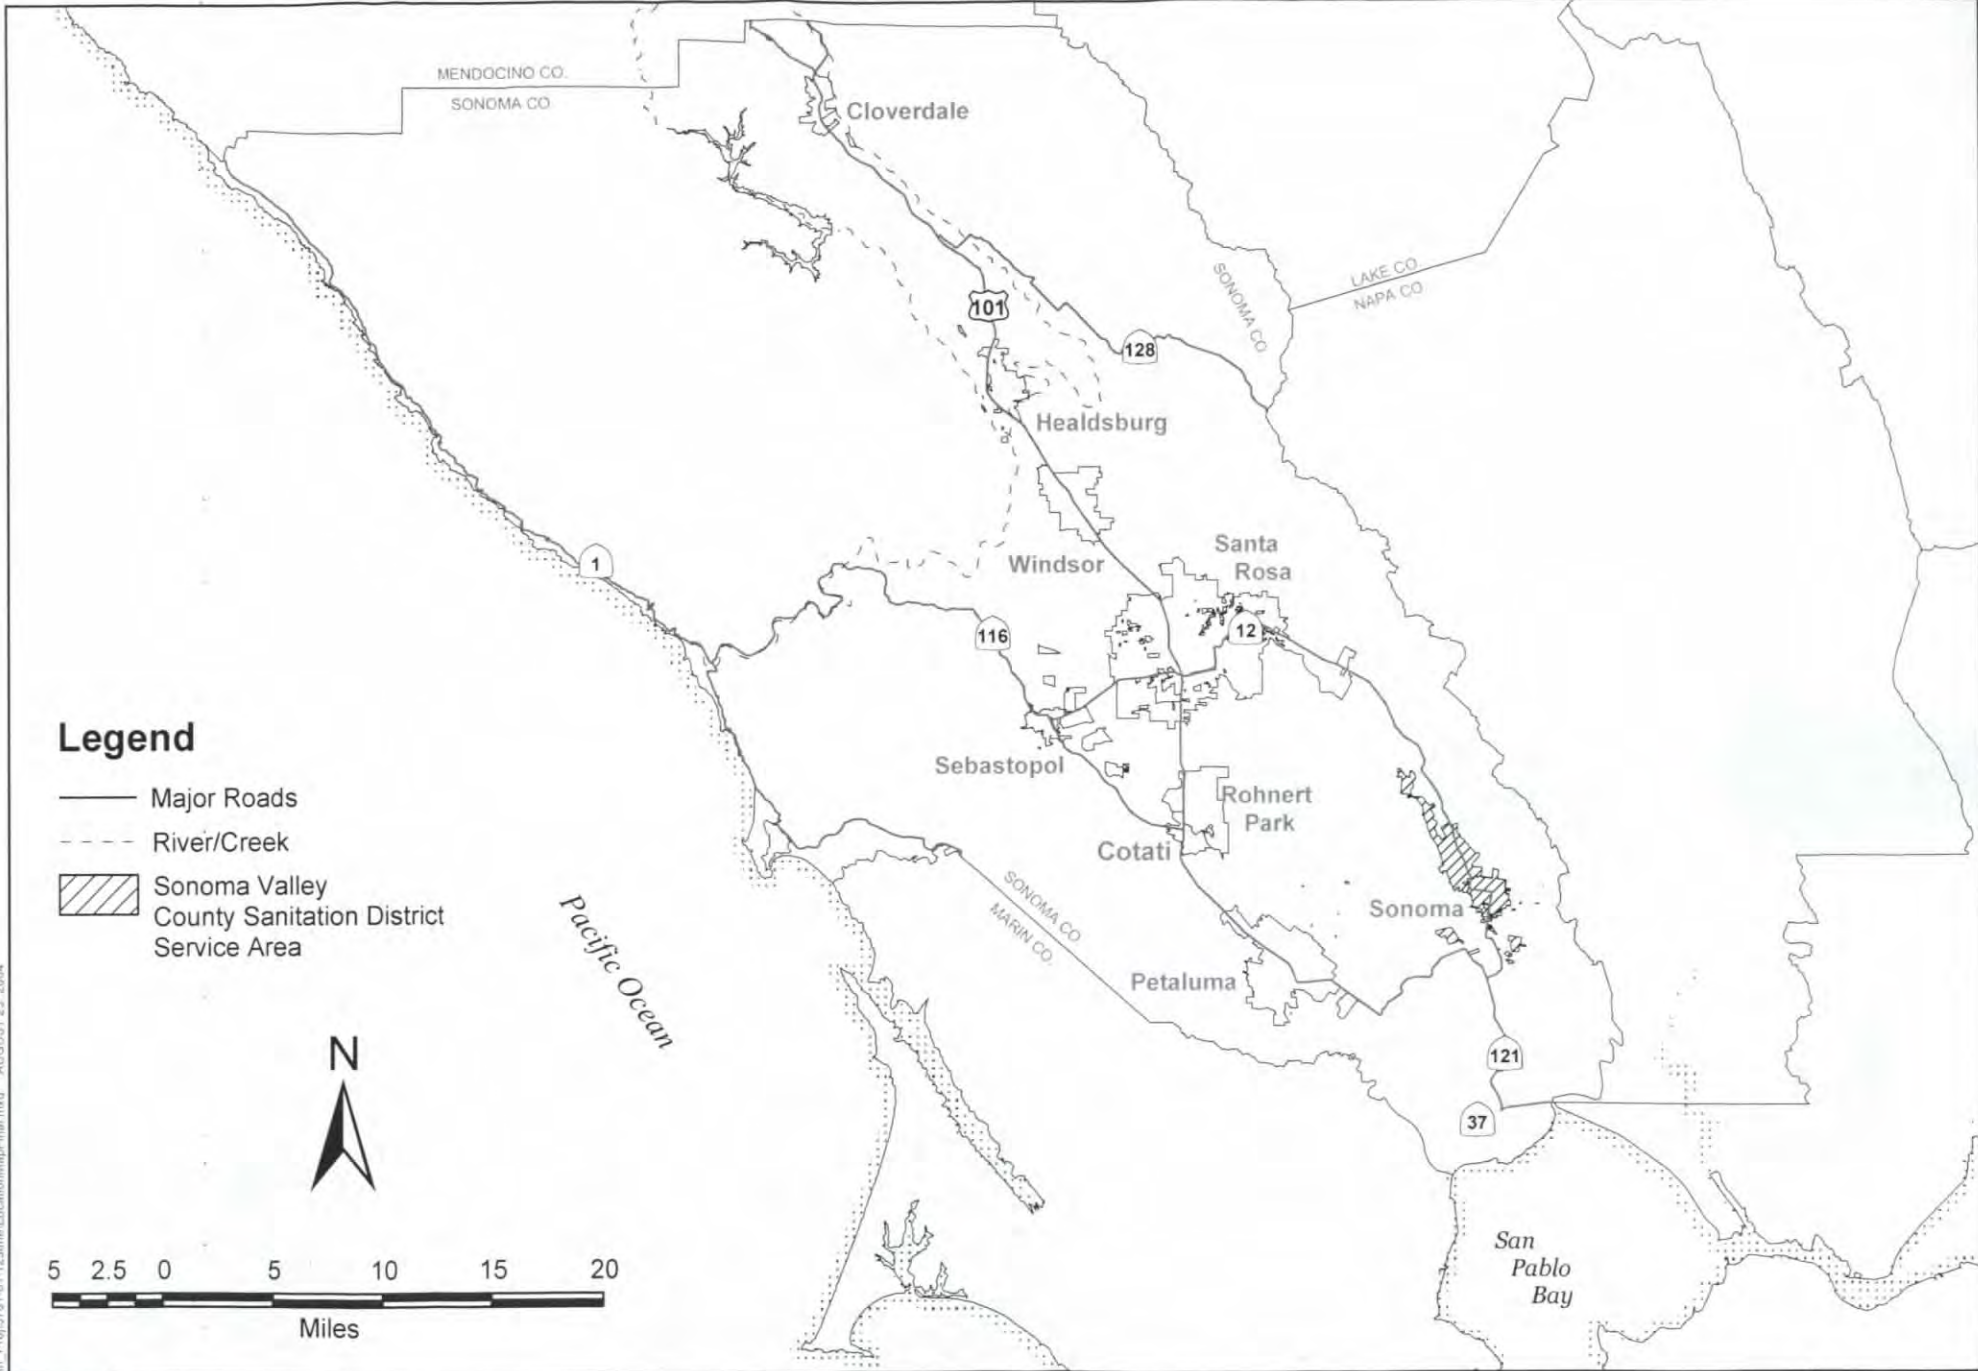 MENDOCINO CO.
SONOMA CO
Cloverdale
SONOMA CO
LAKE CO
NAPA CO
101
128
Healdsburg
1
Windsor
Santa
Rosa
116
12
Sebastopol
Rohnert
Park
Cotati
SONOMA CO
MARIN CO.
Sonoma
Petaluma
121
37
Pacific Ocean
San
Pablo
Bay
Legend
Major Roads
River/Creek
Sonoma Valley
County Sanitation District
Service Area
N
5 2.5 0 5 10 15 20
Miles